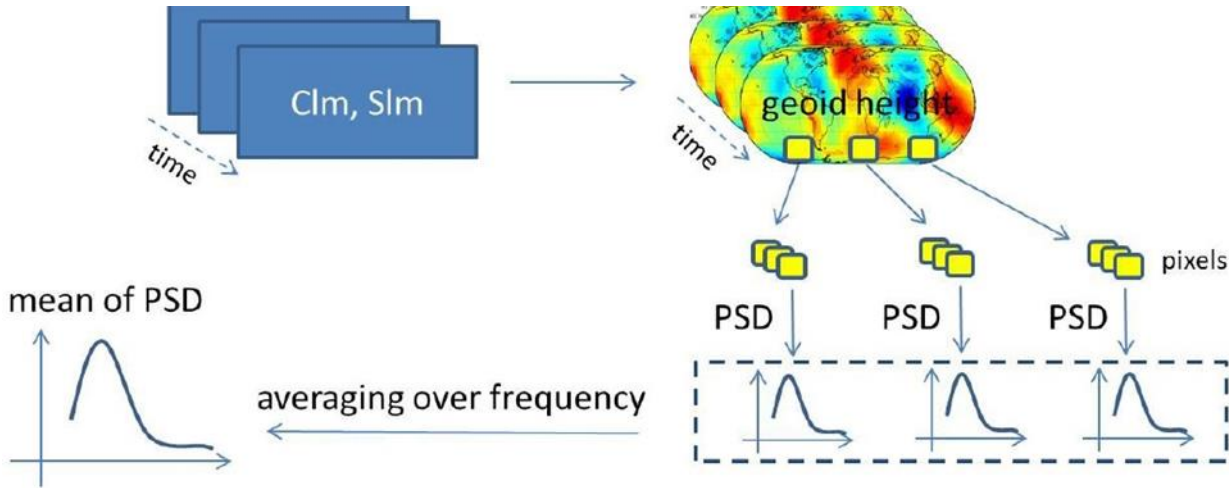 Clm, Slm
time
geoid height
time
pixels
PSD
PSD
PSD
mean of PSD
averaging over frequency